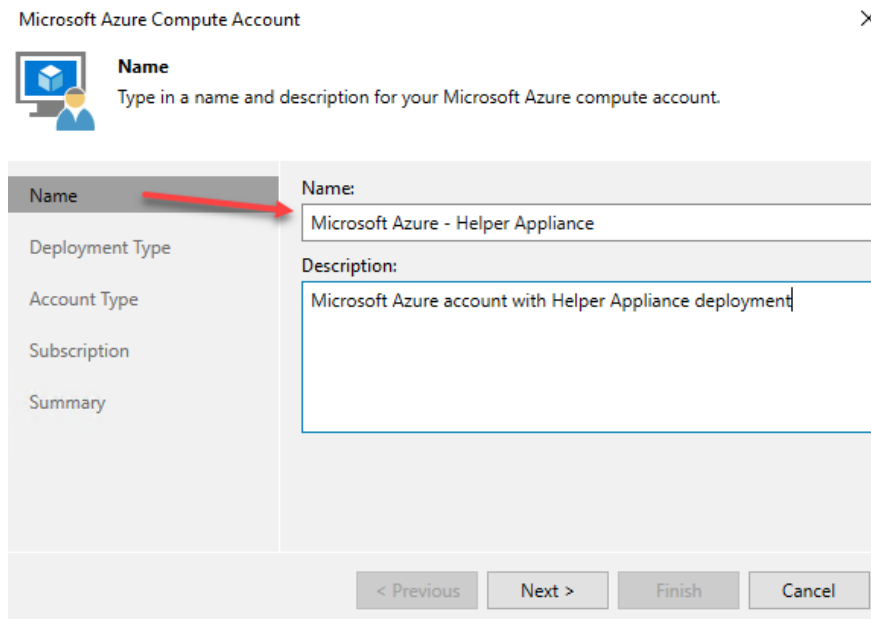 Microsoft Azure Compute Account
Name
Type in a name and description for your Microsoft Azure compute account.
Name
Deployment Type
Account Type
Subscription
Summary
Name:
Microsoft Azure - Helper Appliance
Description:
Microsoft Azure account with Helper Appliance deployment
< Previous
Next >
Finish
Cancel